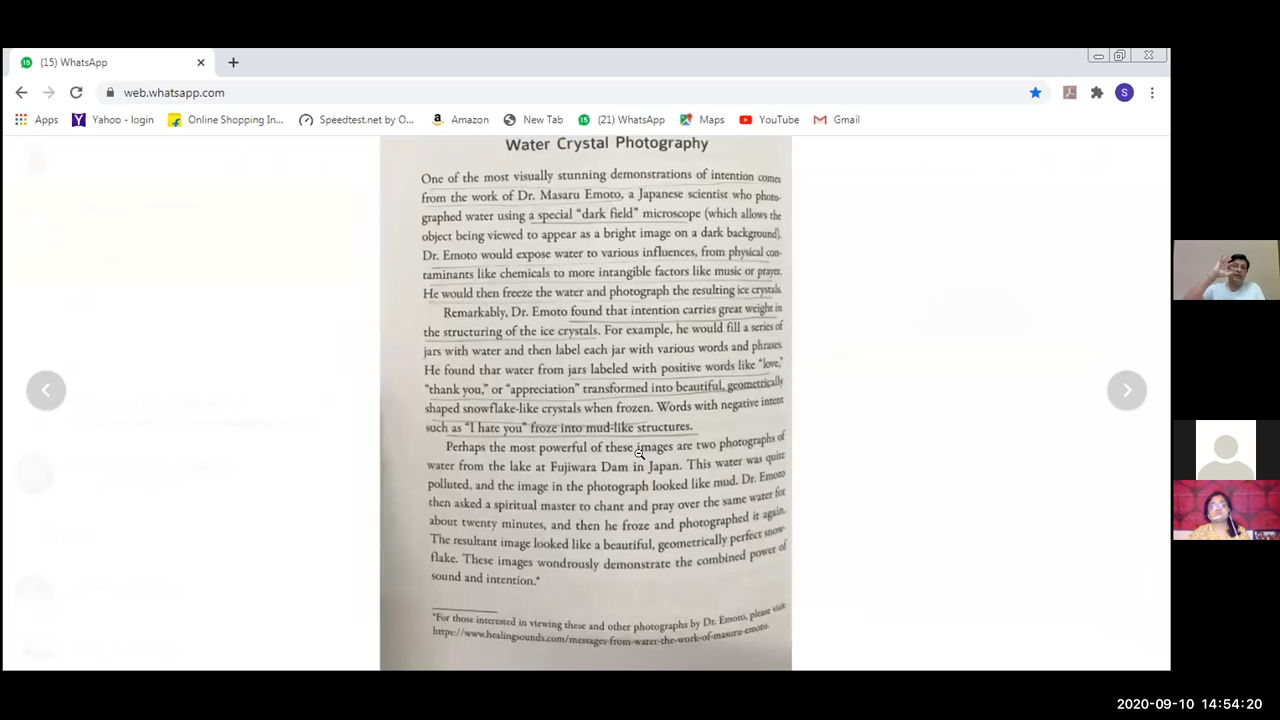 (15) WhatsApp
web.whatsapp.com
S
Apps
Yahoo - login
Online Shopping In...
Speedtest.net by O...
Amazon
New Tab
(21) WhatsApp
Maps
YouTube
Gmail
Water Crystal Photography
One of the most visually stunning demonstrations of intention comes
from the work of Dr. Masaru Emoto, a Japanese scientist who photo-
graphed water using a special “dark field” microscope (which allows the
object being viewed to appear as a bright image on a dark background).
Dr. Emoto would expose water to various influences, from physical con-
taminants like chemicals to more intangible factors like music or prayer.
He would then freeze the water and photograph the resulting ice crystals.
Remarkably, Dr. Emoto found that intention carries great weight in
the structuring of the ice crystals. For example, he would fill a series of
jars with water and then label each jar with various words and phrases.
He found that water from jars labeled with positive words like “love,”
“thank you,” or “appreciation” transformed into beautiful, geometrically
shaped snowflake-like crystals when frozen. Words with negative intent
such as “I hate you” froze into mud-like structures.
Perhaps the most powerful of these images are two photographs of
water from the lake at Fujiwara Dam in Japan. This water was quite
polluted, and the image in the photograph looked like mud. Dr. Emoto
then asked a spiritual master to chant and pray over the same water for
about twenty minutes, and then he froze and photographed it again.
The resultant image looked like a beautiful, geometrically perfect snow-
flake. These images wondrously demonstrate the combined power of
sound and intention.*
*For those interested in viewing these and other photographs by Dr. Emoto, please visit
https://www.healingsounds.com/messages-from-water-the-work-of-masaru-emoto.
2020-09-10 14:54:20